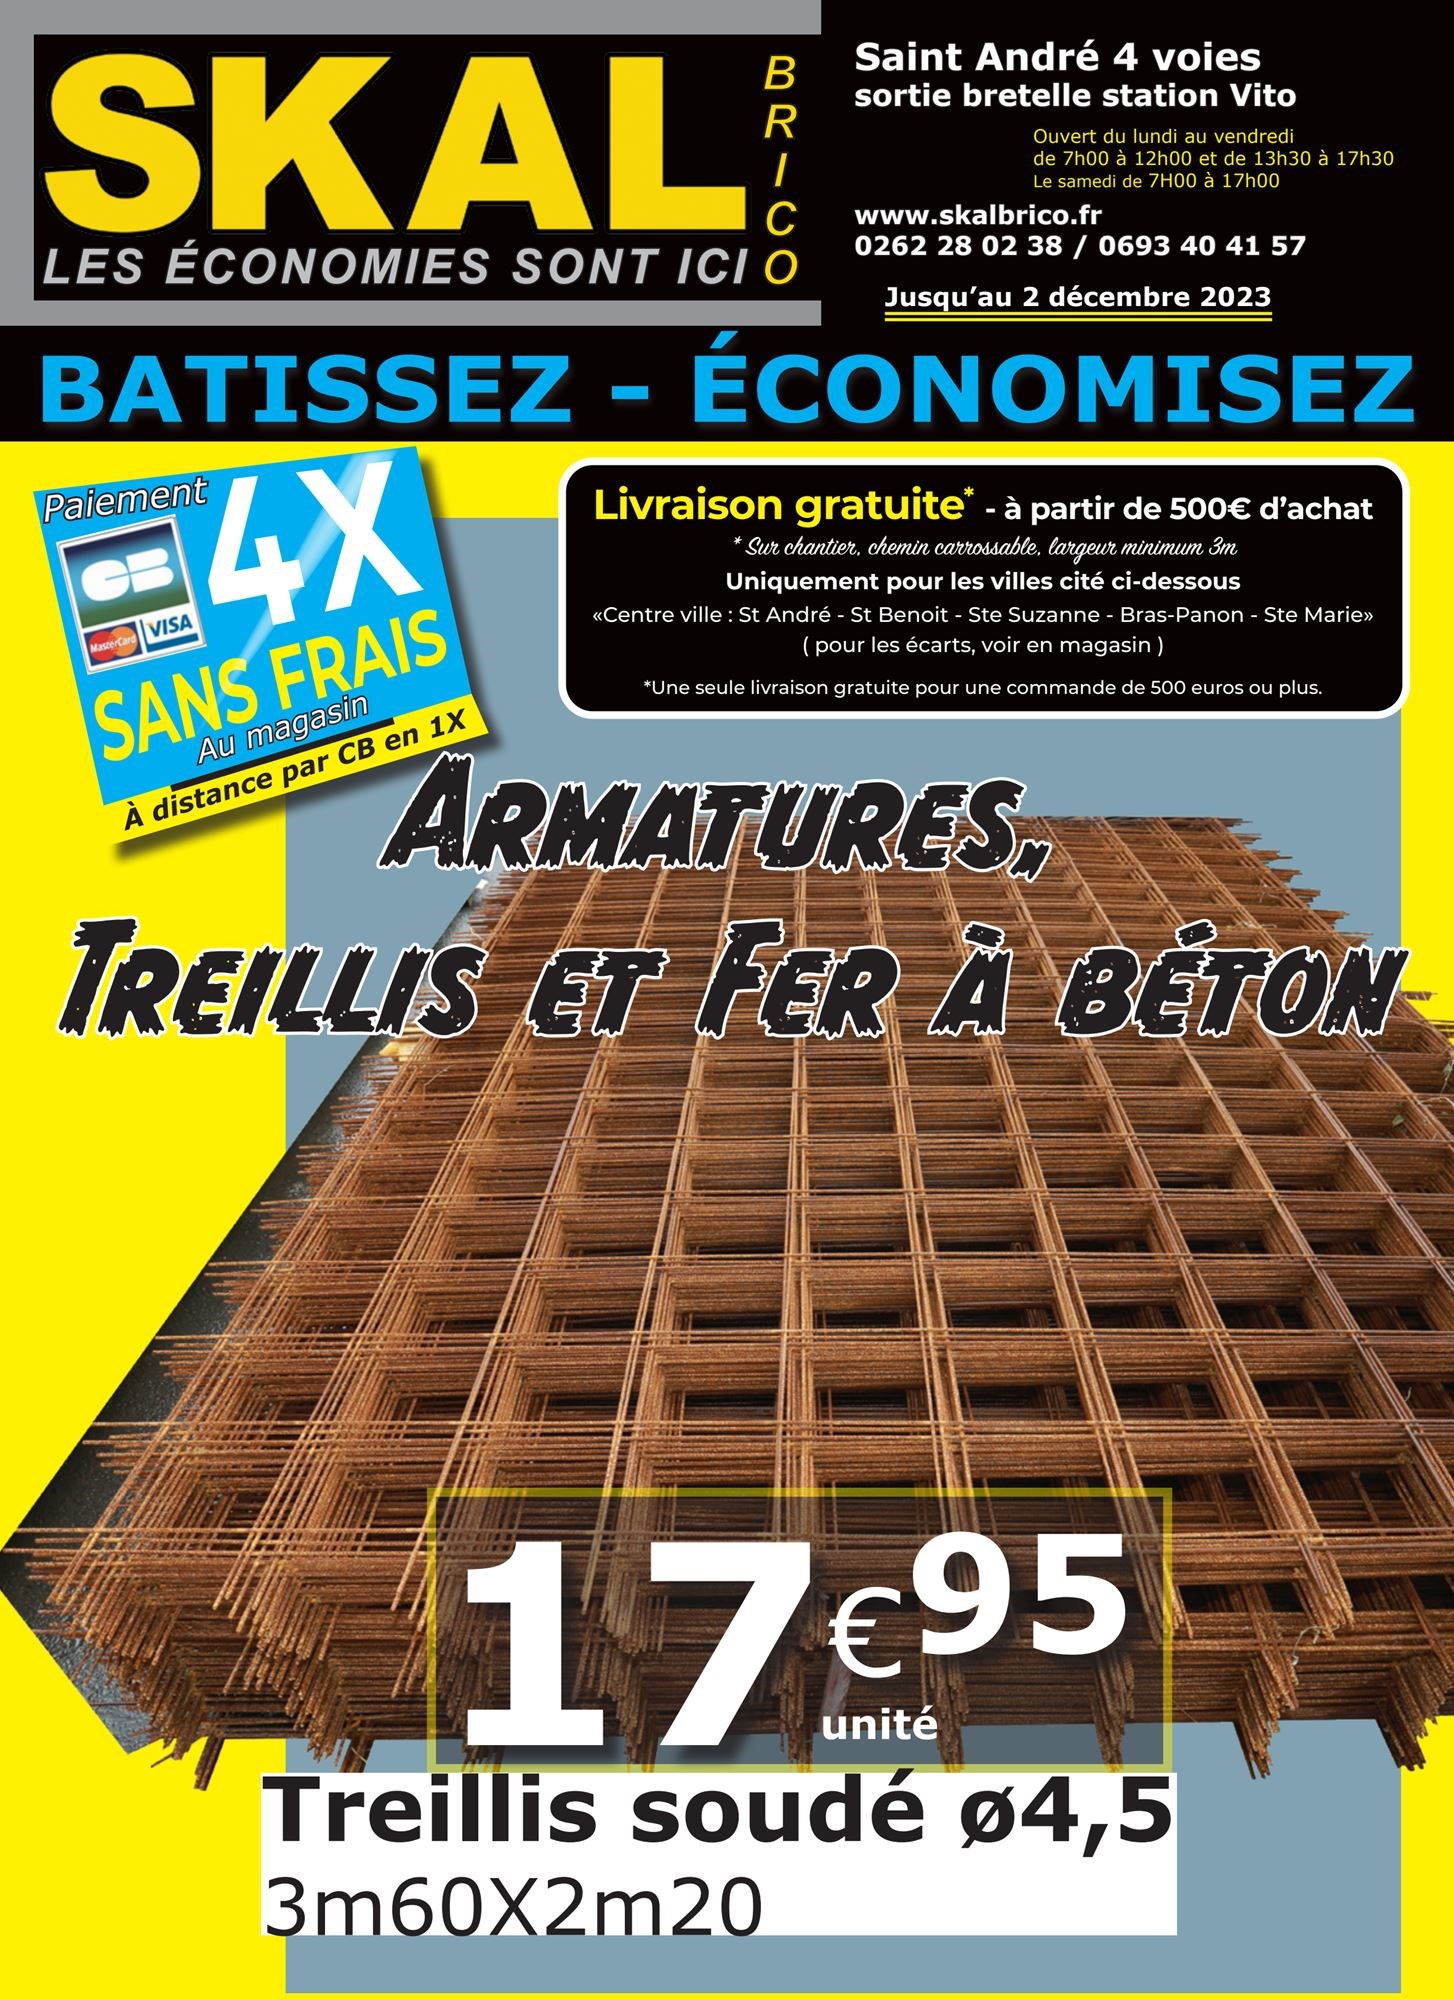 SKAL
BRICO
LES ÉCONOMIES SONT ICI
Saint André 4 voies
sortie bretelle station Vito
Ouvert du lundi au vendredi
de 7h00 à 12h00 et de 13h30 à 17h30
Le samedi de 7H00 à 17h00
www.skalbrico.fr
0262 28 02 38 / 0693 40 41 57
Jusqu’au 2 décembre 2023
BATISSEZ - ÉCONOMISEZ
Paiement
4X
CB
MasterCard
VISA
SANS FRAIS
Au magasin
À distance par CB en 1X
Livraison gratuite* - à partir de 500€ d’achat
* Sur chantier, chemin carrossable, largeur minimum 3m
Uniquement pour les villes cité ci-dessous
«Centre ville : St André - St Benoit - Ste Suzanne - Bras-Panon - Ste Marie»
( pour les écarts, voir en magasin )
*Une seule livraison gratuite pour une commande de 500 euros ou plus.
ARMATURES,
TREILLIS ET FER À BÉTON
17€95
unité
Treillis soudé ø4,5
3m60X2m20